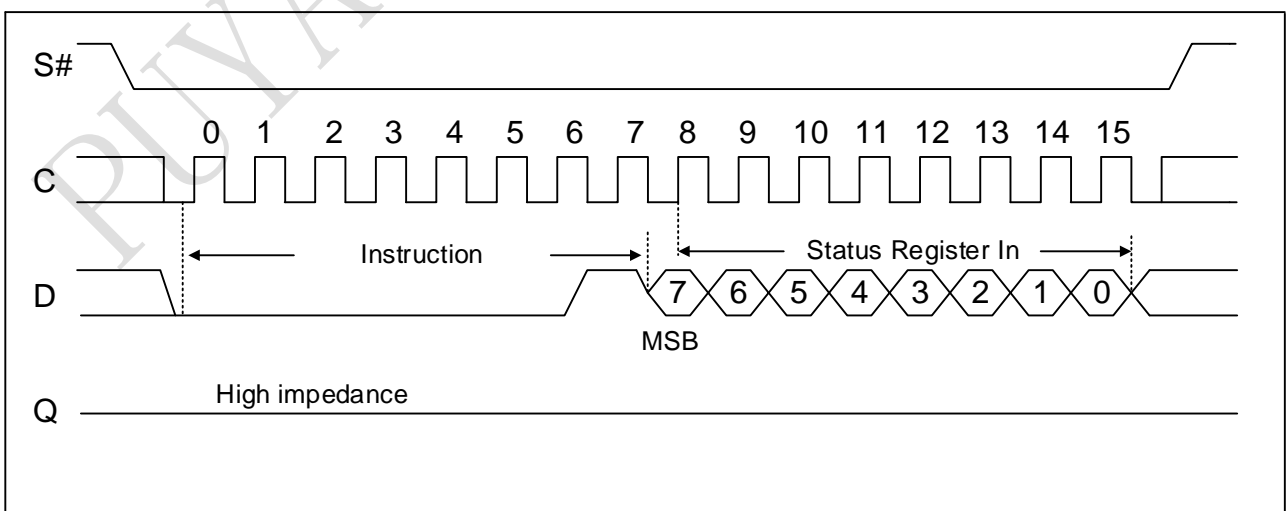 PUYA
S#
0 1 2 3 4 5 6 7 8 9 10 11 12 13 14 15
C
Instruction Status Register In
D 7 6 5 4 3 2 1 0
MSB
High impedance
Q